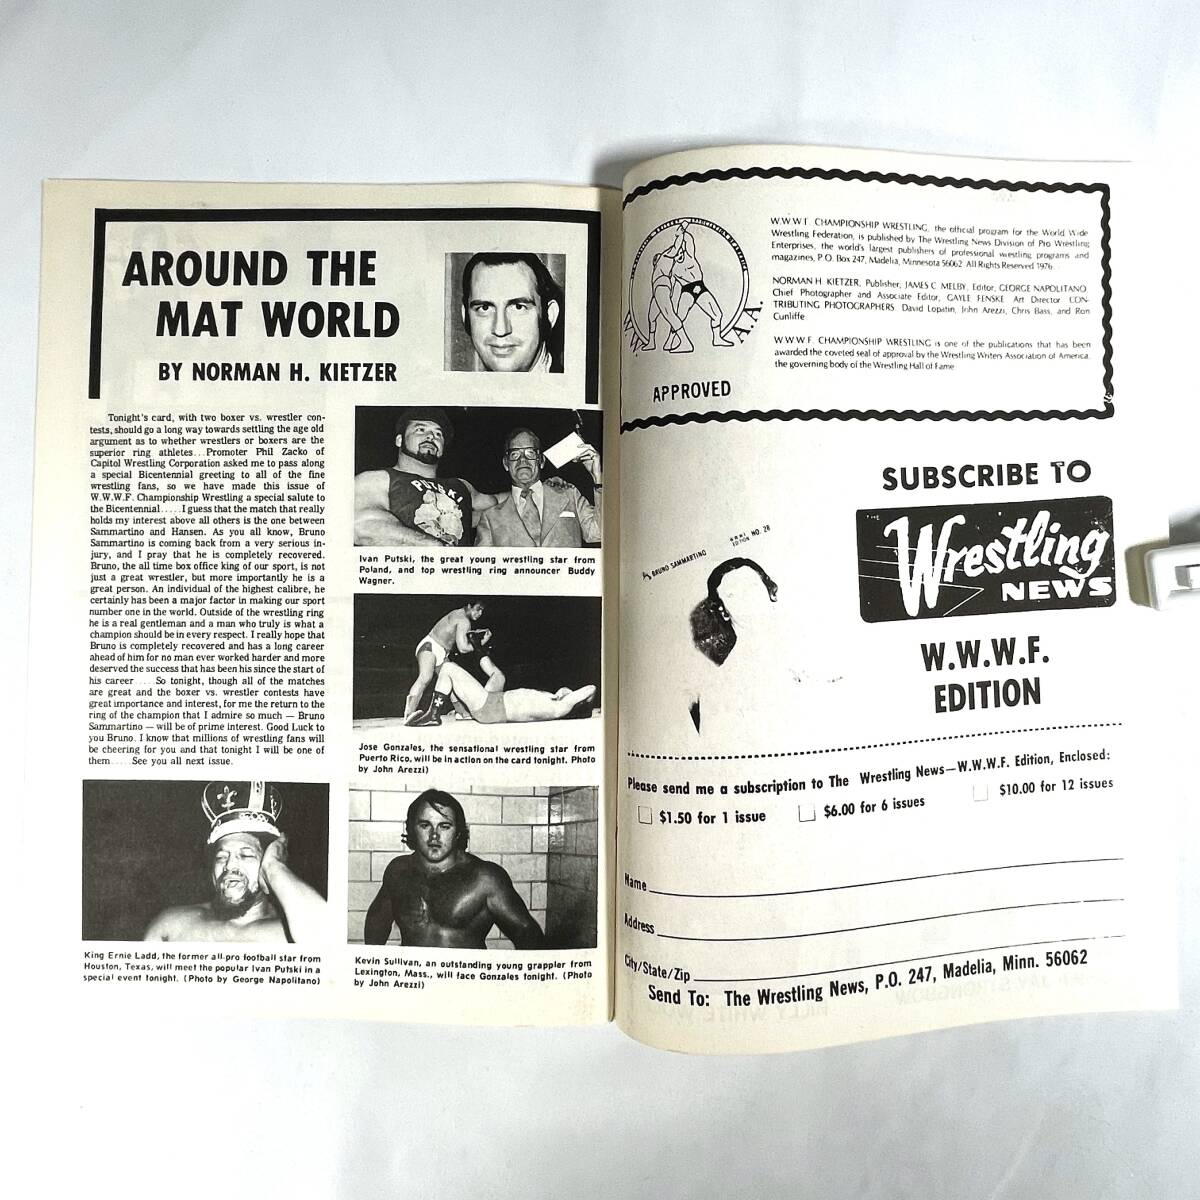 AROUND THE
MAT WORLD
BY NORMAN H. KIETZER
Tonight's card, with two boxer vs. wrestler con-
tests, should go a long way towards settling the age old
argument as to whether wrestlers or boxers are the
superior ring athletes...Promoter Phil Zacko of
Capitol Wrestling Corporation asked me to pass along
a special Bicentennial greeting to all of the fine
wrestling fans, so we have made this issue of
W.W.W.F. Championship Wrestling a special salute to
the Bicentennial.....I guess that the match that really
holds my interest above all others is the one between
Sammartino and Hansen. As you all know, Bruno
Sammartino is coming back from a very serious in-
jury, and I pray that he is completely recovered.
Bruno, the all time box office king of our sport, is not
just a great wrestler, but more importantly he is a
great person. An individual of the highest calibre, he
certainly has been a major factor in making our sport
number one in the world. Outside of the wrestling ring
he is a real gentleman and a man who truly is what a
champion should be in every respect. I really hope that
Bruno is completely recovered and has a long career
ahead of him for no man ever worked harder and more
deserved the success that has been his since the start of
his career.....So tonight, though all of the matches
are great and the boxer vs. wrestler contests have
great importance and interest, for me the return to the
ring of the champion that I admire so much — Bruno
Sammartino — will be of prime interest. Good Luck to
you Bruno. I know that millions of wrestling fans will
be cheering for you and that tonight I will be one of
them.....See you all next issue.
King Ernie Ladd, the former all-pro football star from
Houston, Texas, will meet the popular Ivan Putski in a
special event tonight. (Photo by George Napolitano)
PUTSKI
Ivan Putski, the great young wrestling star from
Poland, and top wrestling ring announcer Buddy
Wagner.
Jose Gonzales, the sensational wrestling star from
Puerto Rico, will be in action on the card tonight. Photo
by John Arezzi)
Kevin Sullivan, an outstanding young grappler from
Lexington, Mass., will face Gonzales tonight. (Photo
by John Arezzi)
W.A.A.
APPROVED
W.W.W.F. CHAMPIONSHIP WRESTLING, the official program for the World Wide
Wrestling Federation, is published by The Wrestling News Division of Pro Wrestling
Enterprises, the world's largest publishers of professional wrestling programs and
magazines, P.O. Box 247, Madelia, Minnesota 56062 All Rights Reserved 1976
NORMAN H. KIETZER, Publisher, JAMES C. MELBY, Editor, GEORGE NAPOLITANO,
Chief Photographer and Associate Editor, GAYLE FENSKE Art Director CON-
TRIBUTING PHOTOGRAPHERS David Lopatin, John Arezzi, Chris Bass, and Ron
Cunliffe
W.W.W.F. CHAMPIONSHIP WRESTLING is one of the publications that has been
awarded the coveted seal of approval by the Wrestling Writers Association of America,
the governing body of the Wrestling Hall of Fame
SUBSCRIBE TO
THE
Wrestling
NEWS
W.W.W.F.
EDITION
BRUNO SAMMARTINO
EDITION NO. 28
Please send me a subscription to The Wrestling News—W.W.W.F. Edition, Enclosed:
$1.50 for 1 issue $6.00 for 6 issues $10.00 for 12 issues
Name
Address
City/State/Zip
Send To: The Wrestling News, P.O. 247, Madelia, Minn. 56062